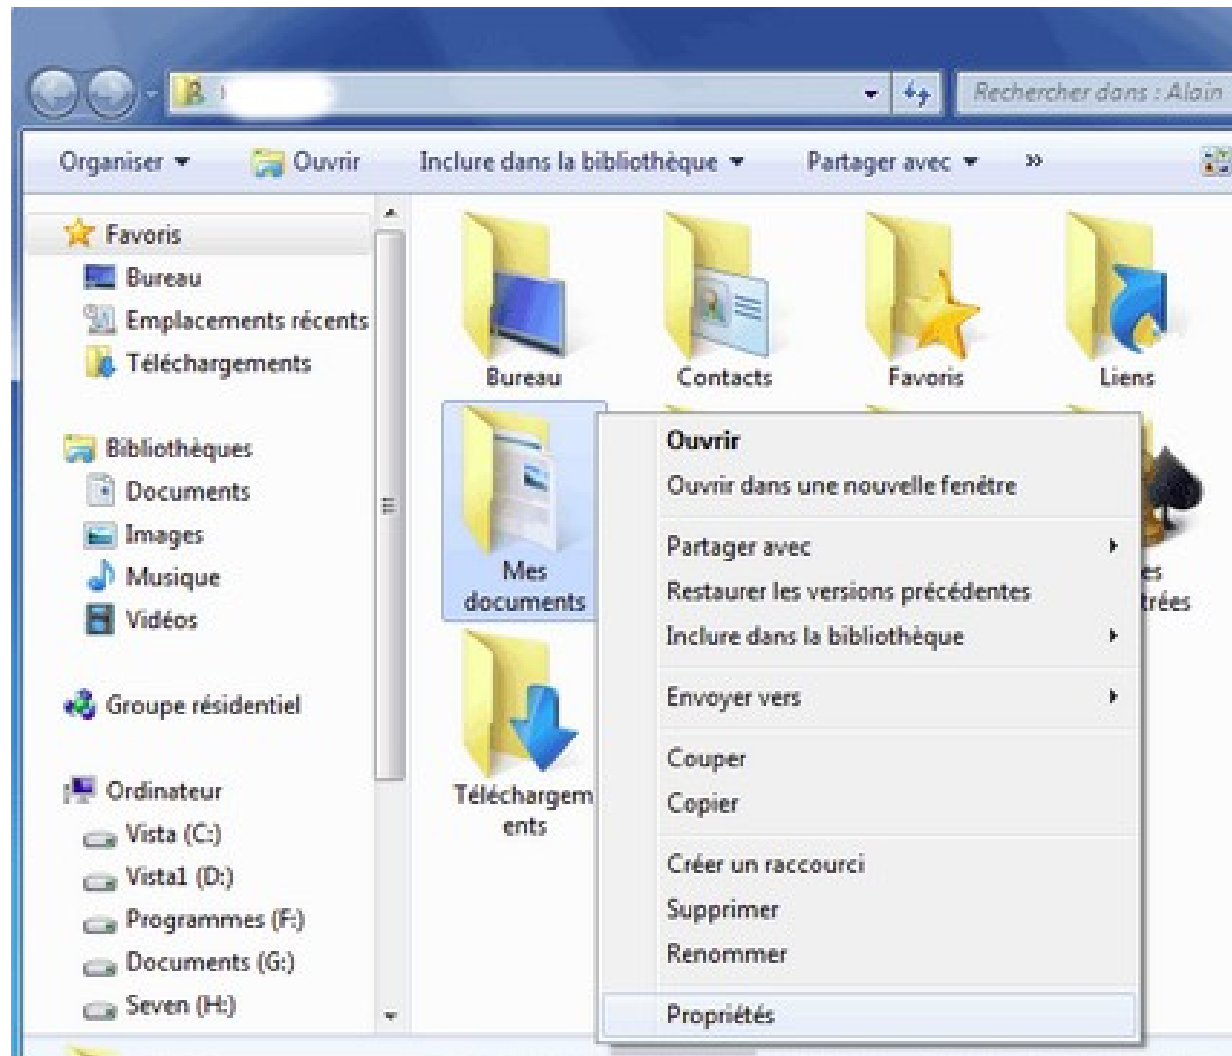 Rechercher dans : Alain
Organiser
Ouvrir
Inclure dans la bibliothèque
Partager avec
»
Favoris
Bureau
Emplacements récents
Téléchargements
Bibliothèques
Documents
Images
Musique
Vidéos
Groupe résidentiel
Ordinateur
Vista (C:)
Vista1 (D:)
Programmes (F:)
Documents (G:)
Seven (H:)
Bureau
Contacts
Favoris
Liens
Mes
documents
Téléchargem
ents
Ouvrir
Ouvrir dans une nouvelle fenêtre
Partager avec
Restaurer les versions précédentes
Inclure dans la bibliothèque
Envoyer vers
Couper
Copier
Créer un raccourci
Supprimer
Renommer
Propriétés